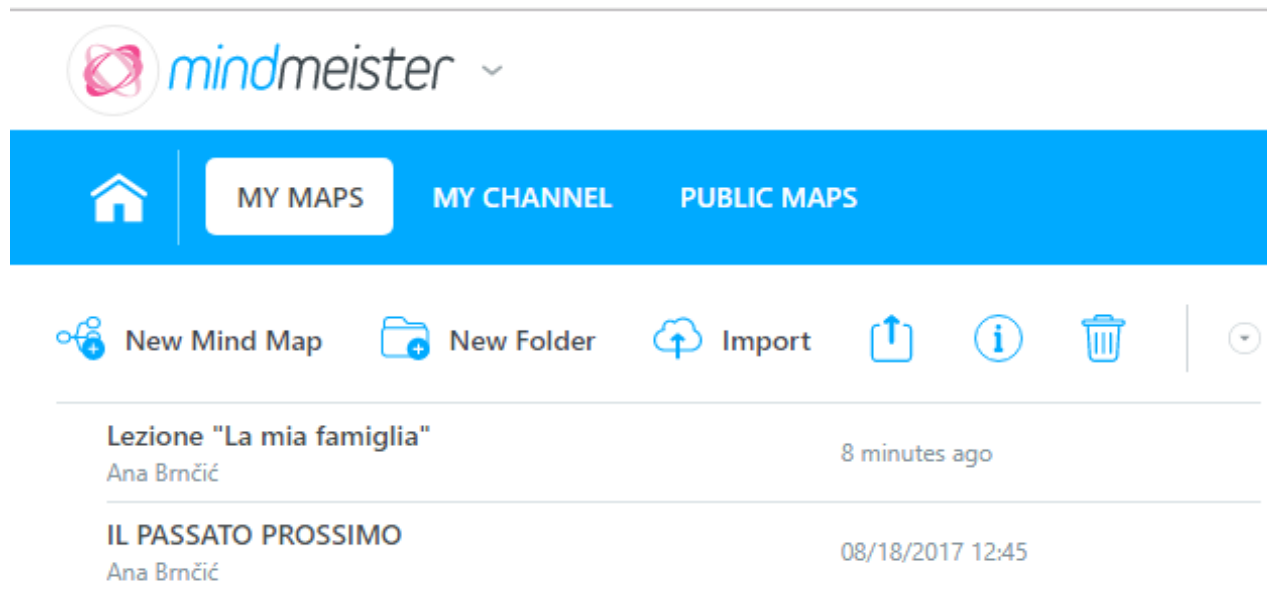 mindmeister
MY MAPS MY CHANNEL PUBLIC MAPS
New Mind Map New Folder Import
Lezione "La mia famiglia"
8 minutes ago
Ana Brnčić
IL PASSATO PROSSIMO
08/18/2017 12:45
Ana Brnčić